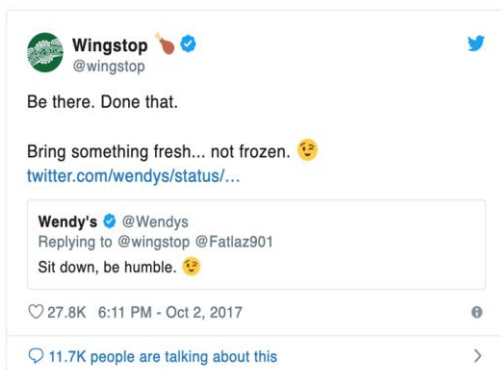 Wingstop 🍗
@wingstop
Be there. Done that.
Bring something fresh... not frozen. 😉
twitter.com/wendys/status/...
Wendy's @Wendys
Replying to @wingstop @Fatlaz901
Sit down, be humble. 😉
27.8K 6:11 PM - Oct 2, 2017
11.7K people are talking about this